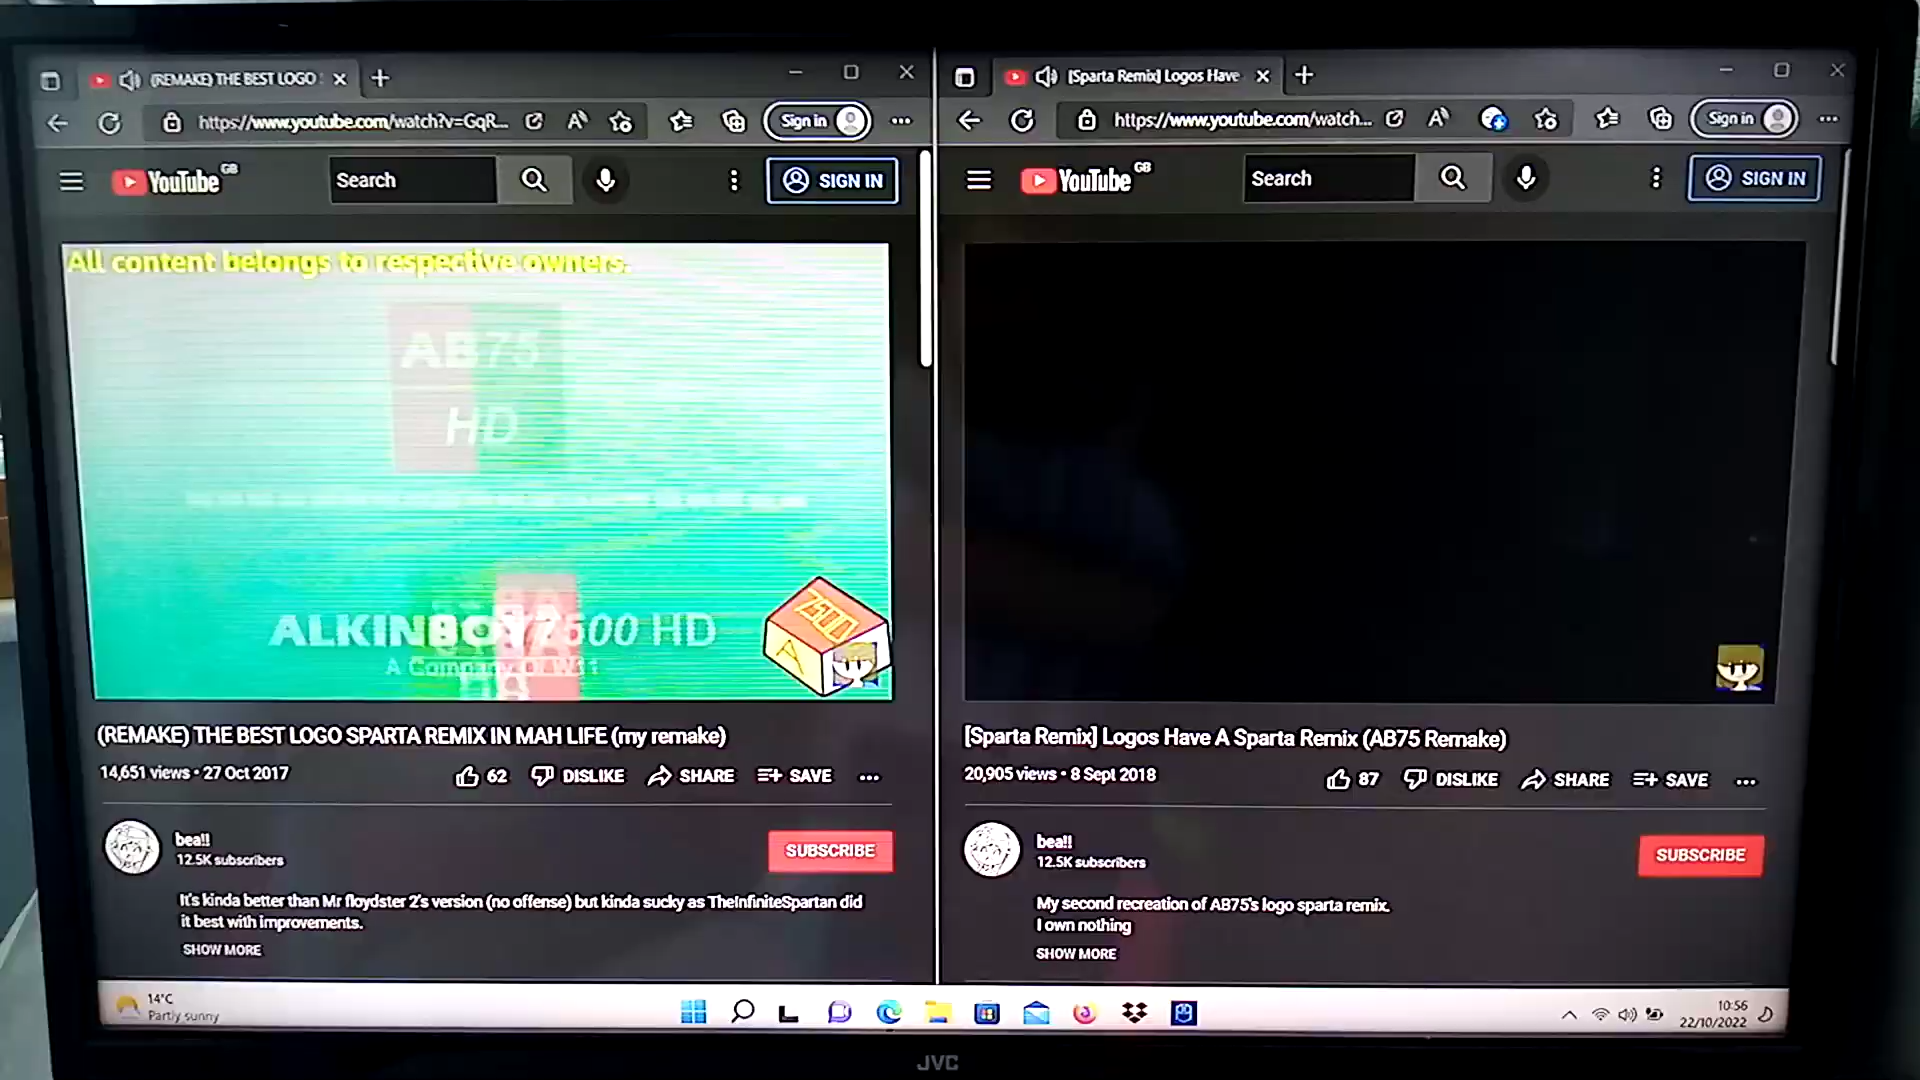 (REMAKE) THE BEST LOGO
https://www.youtube.com/watch?v=GqR...
Sign in
YouTube GB
Search
SIGN IN
All content belongs to respective owners.
AB75
HD
7500
A
A Company Of W11
(REMAKE) THE BEST LOGO SPARTA REMIX IN MAH LIFE (my remake)
14,651 views • 27 Oct 2017
62
DISLIKE
SHARE
SAVE
bea!!
12.5K subscribers
SUBSCRIBE
It's kinda better than Mr floydster 2's version (no offense) but kinda sucky as TheInfiniteSpartan did
it best with improvements.
SHOW MORE
[Sparta Remix] Logos Have
https://www.youtube.com/watch...
Sign in
YouTube GB
Search
SIGN IN
[Sparta Remix] Logos Have A Sparta Remix (AB75 Remake)
20,905 views • 8 Sept 2018
87
DISLIKE
SHARE
SAVE
bea!!
12.5K subscribers
SUBSCRIBE
My second recreation of AB75's logo sparta remix.
I own nothing
SHOW MORE
14°C
Partly sunny
10:56
22/10/2022
JVC